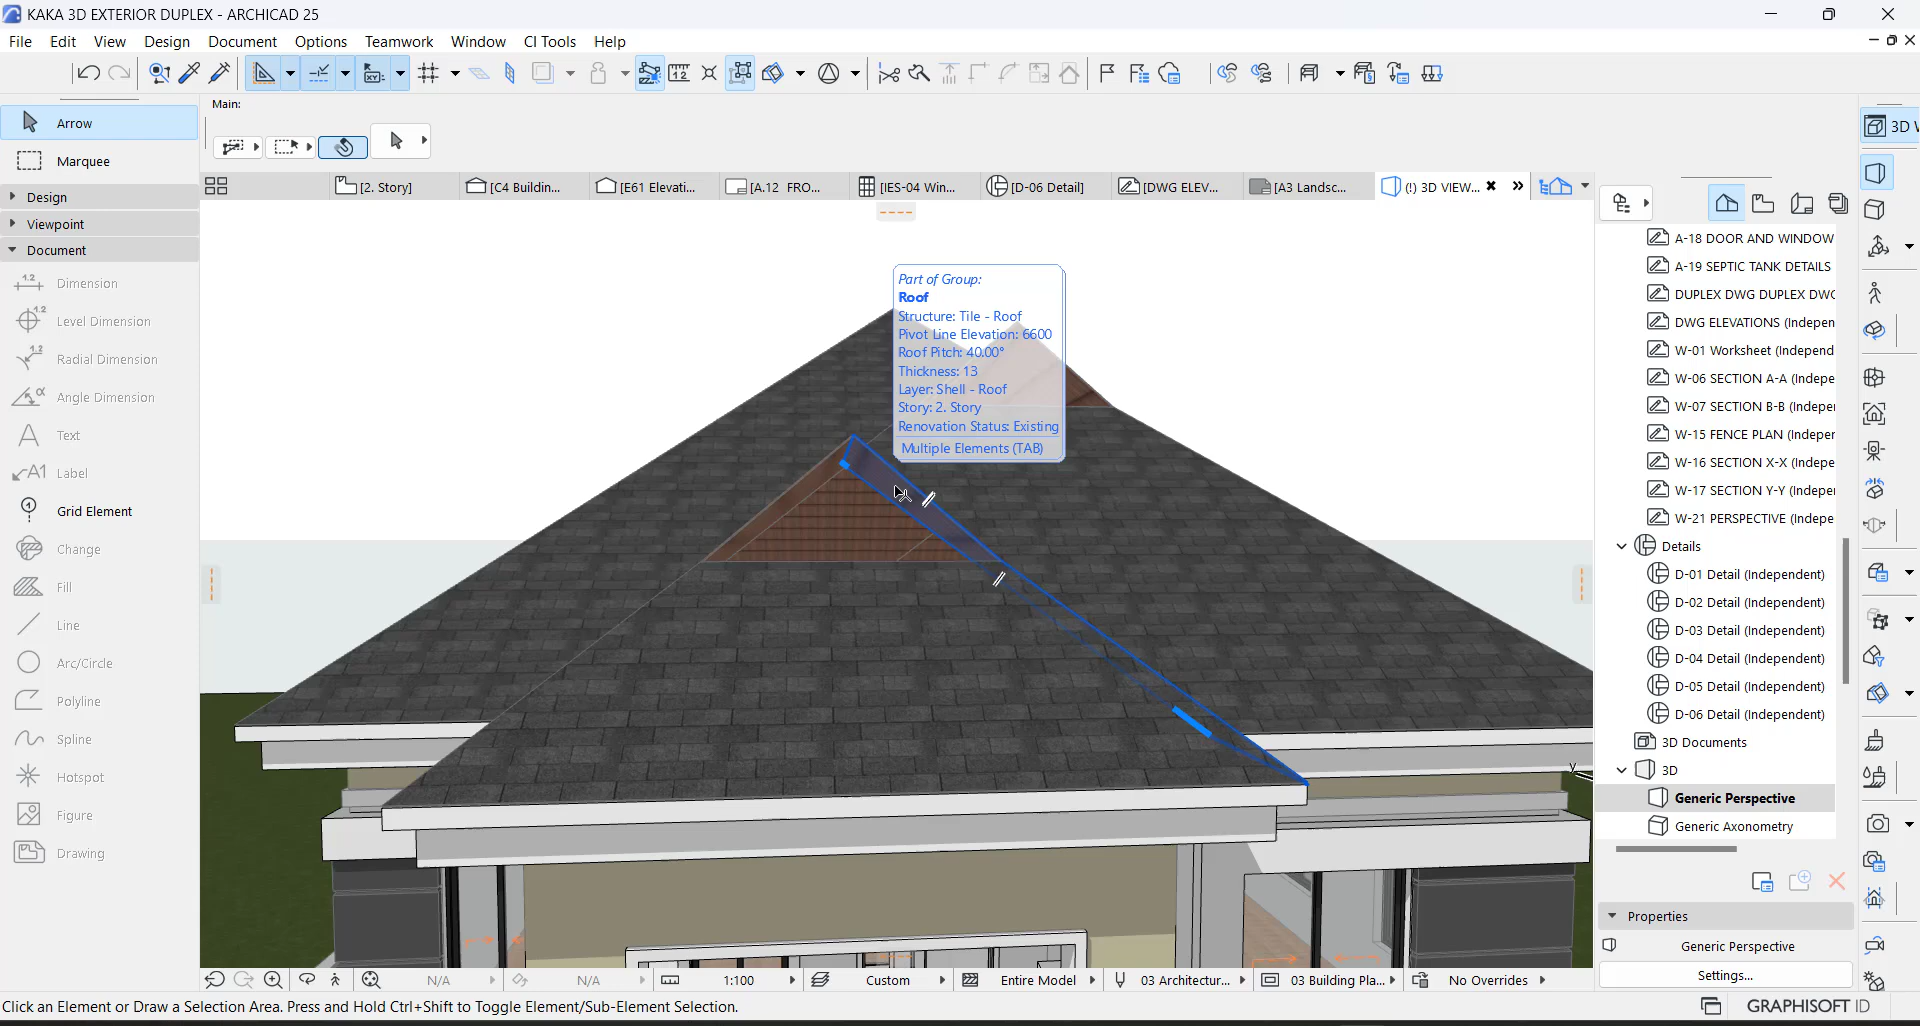 KAKA 3D EXTERIOR DUPLEX - ARCHICAD 25
File Edit View Design Document Options Teamwork Window CI Tools Help
Main:
Arrow
Marquee
Design
Viewpoint
Document
1.2 Dimension
1.2 Level Dimension
1.2 Radial Dimension
Angle Dimension
Text
A1 Label
1 Grid Element
Change
Fill
Line
Arc/Circle
Polyline
Spline
Hotspot
Figure
Drawing
[2. Story]
[C4 Buildin...
[E61 Elevati...
[A.12 FRO...
[IES-04 Win...
[D-06 Detail]
[DWG ELEV...
[A3 Landsc...
(!) 3D VIEW...
Part of Group:
Roof
Structure: Tile - Roof
Pivot Line Elevation: 6600
Roof Pitch: 40.00°
Thickness: 13
Layer: Shell - Roof
Story: 2. Story
Renovation Status: Existing
Multiple Elements (TAB)
A-18 DOOR AND WINDOW
A-19 SEPTIC TANK DETAILS
DUPLEX DWG DUPLEX DWG
DWG ELEVATIONS (Indepen
W-01 Worksheet (Independ
W-06 SECTION A-A (Indepe
W-07 SECTION B-B (Indeper
W-15 FENCE PLAN (Indeper
W-16 SECTION X-X (Indepe
W-17 SECTION Y-Y (Indeper
W-21 PERSPECTIVE (Indepe
Details
D-01 Detail (Independent)
D-02 Detail (Independent)
D-03 Detail (Independent)
D-04 Detail (Independent)
D-05 Detail (Independent)
D-06 Detail (Independent)
3D Documents
3D
Generic Perspective
Generic Axonometry
Properties
Generic Perspective
Settings...
3D V
Y
N/A
N/A
1:100
Custom
Entire Model
03 Architectur...
03 Building Pla...
No Overrides
Click an Element or Draw a Selection Area. Press and Hold Ctrl+Shift to Toggle Element/Sub-Element Selection.
GRAPHISOFT ID